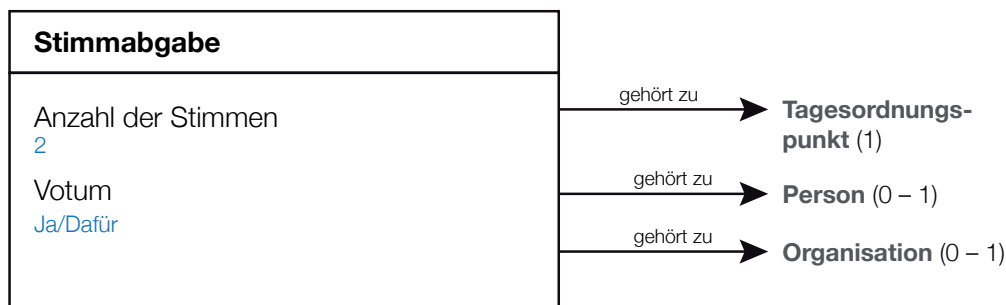 Stimmabgabe
Anzahl der Stimmen
2
Votum
Ja/Dafür
gehört zu
Tagesordnungs-
punkt (1)
gehört zu
Person (0 – 1)
gehört zu
Organisation (0 – 1)